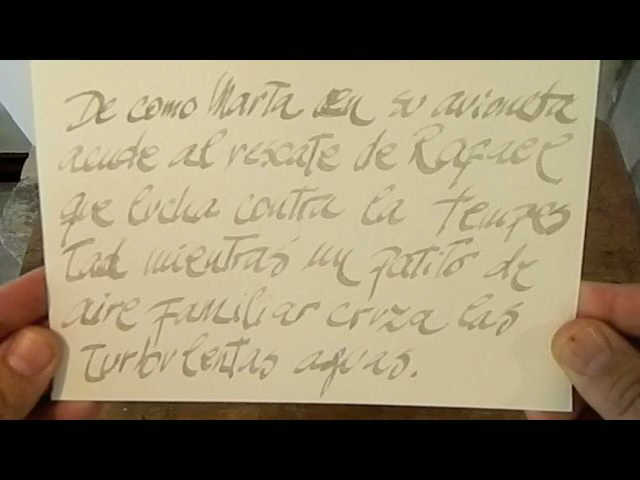 De como Marta en su avioneta
acude al rescate de Rafael
que lucha contra la tempes
tad mientras un patito de
aire familiar cruza las
turbulentas aguas.